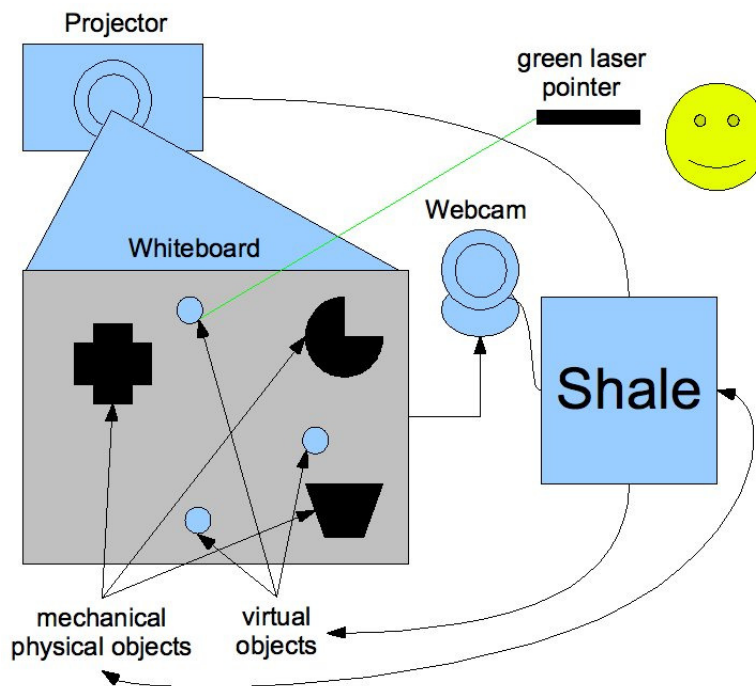 Projector
green laser
pointer
Webcam
Whiteboard
Shale
mechanical
physical objects
virtual
objects